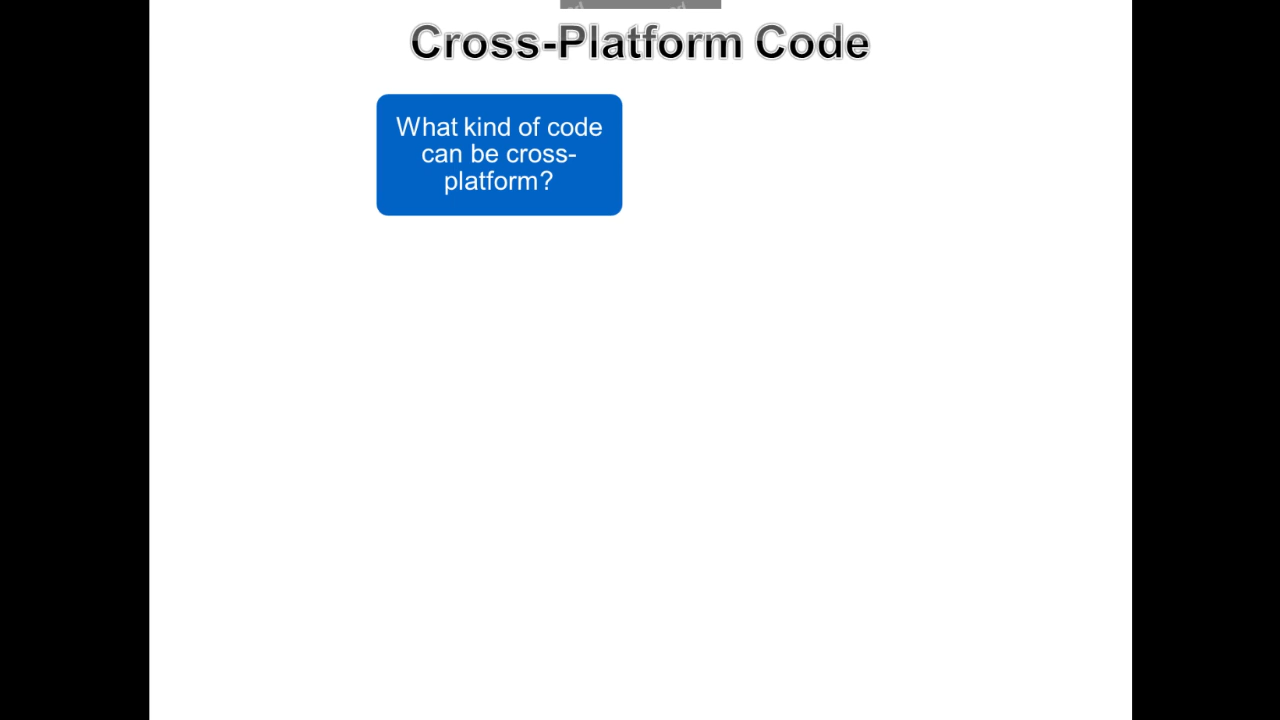 Cross-Platform Code
What kind of code
can be cross-
platform?